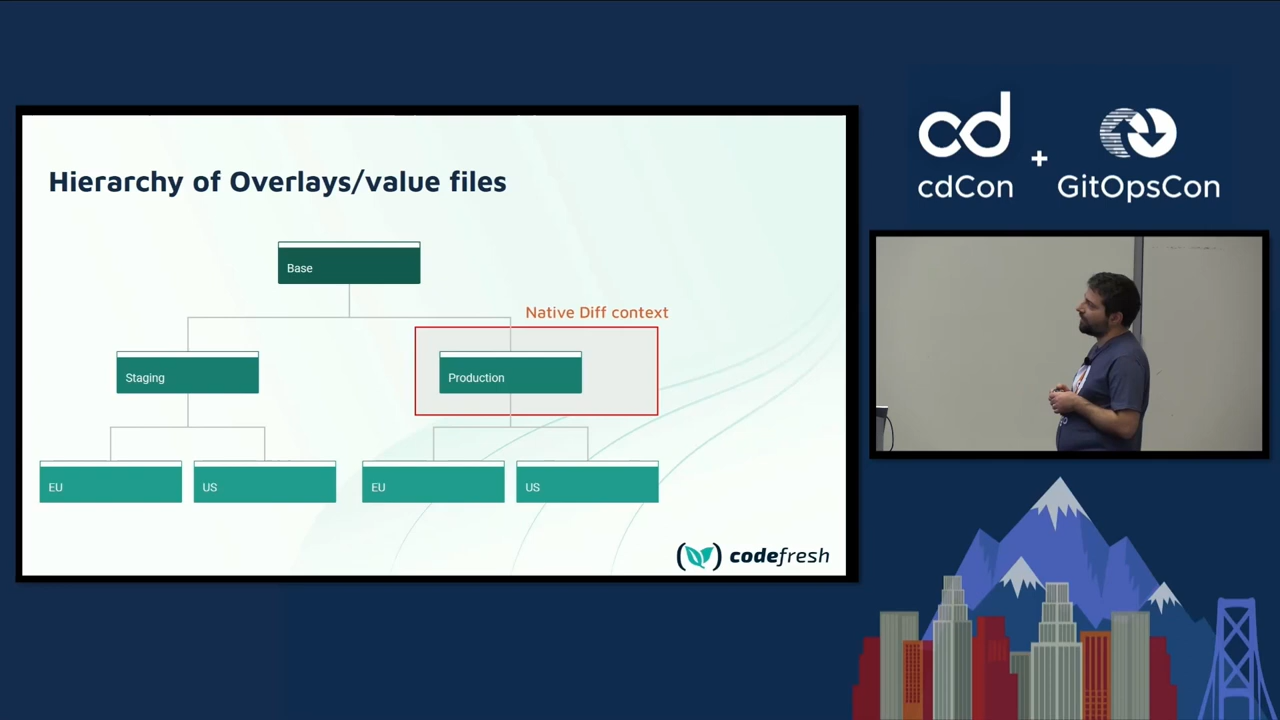 Hierarchy of Overlays/value files
Base
Native Diff context
Staging
Production
EU
US
EU
US
(codefresh)
cd
cdCon
+
GitOpsCon